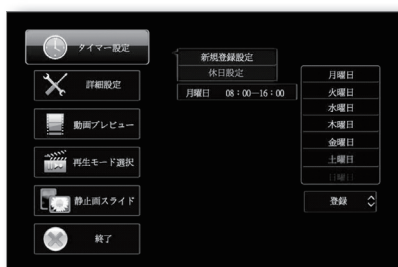 タイマー設定
詳細設定
動画プレビュー
再生モード選択
静止画スライド
終了
新規登録設定
休日設定
月曜日 08:00―16:00
月曜日
火曜日
水曜日
木曜日
金曜日
土曜日
日曜日
登録